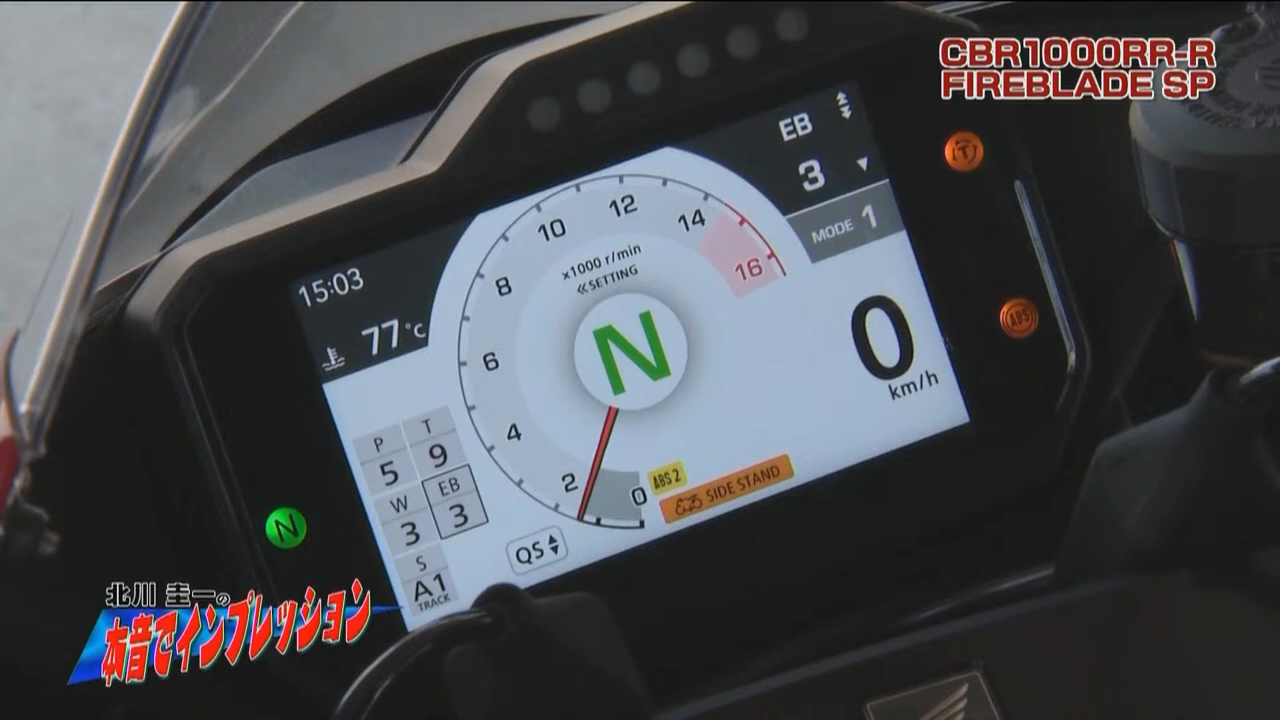 CBR1000RR-R
FIREBLADE SP
EB
3
MODE 1
15:03
77°C
0
2
4
6
8
10
12
14
16
x1000 r/min
≪SETTING
N
0
km/h
P
5
T
9
W
3
EB
3
S
A1
TRACK
QS
ABS 2
SIDE STAND
T
ABS
N
北川 圭一の
本音でインプレッション